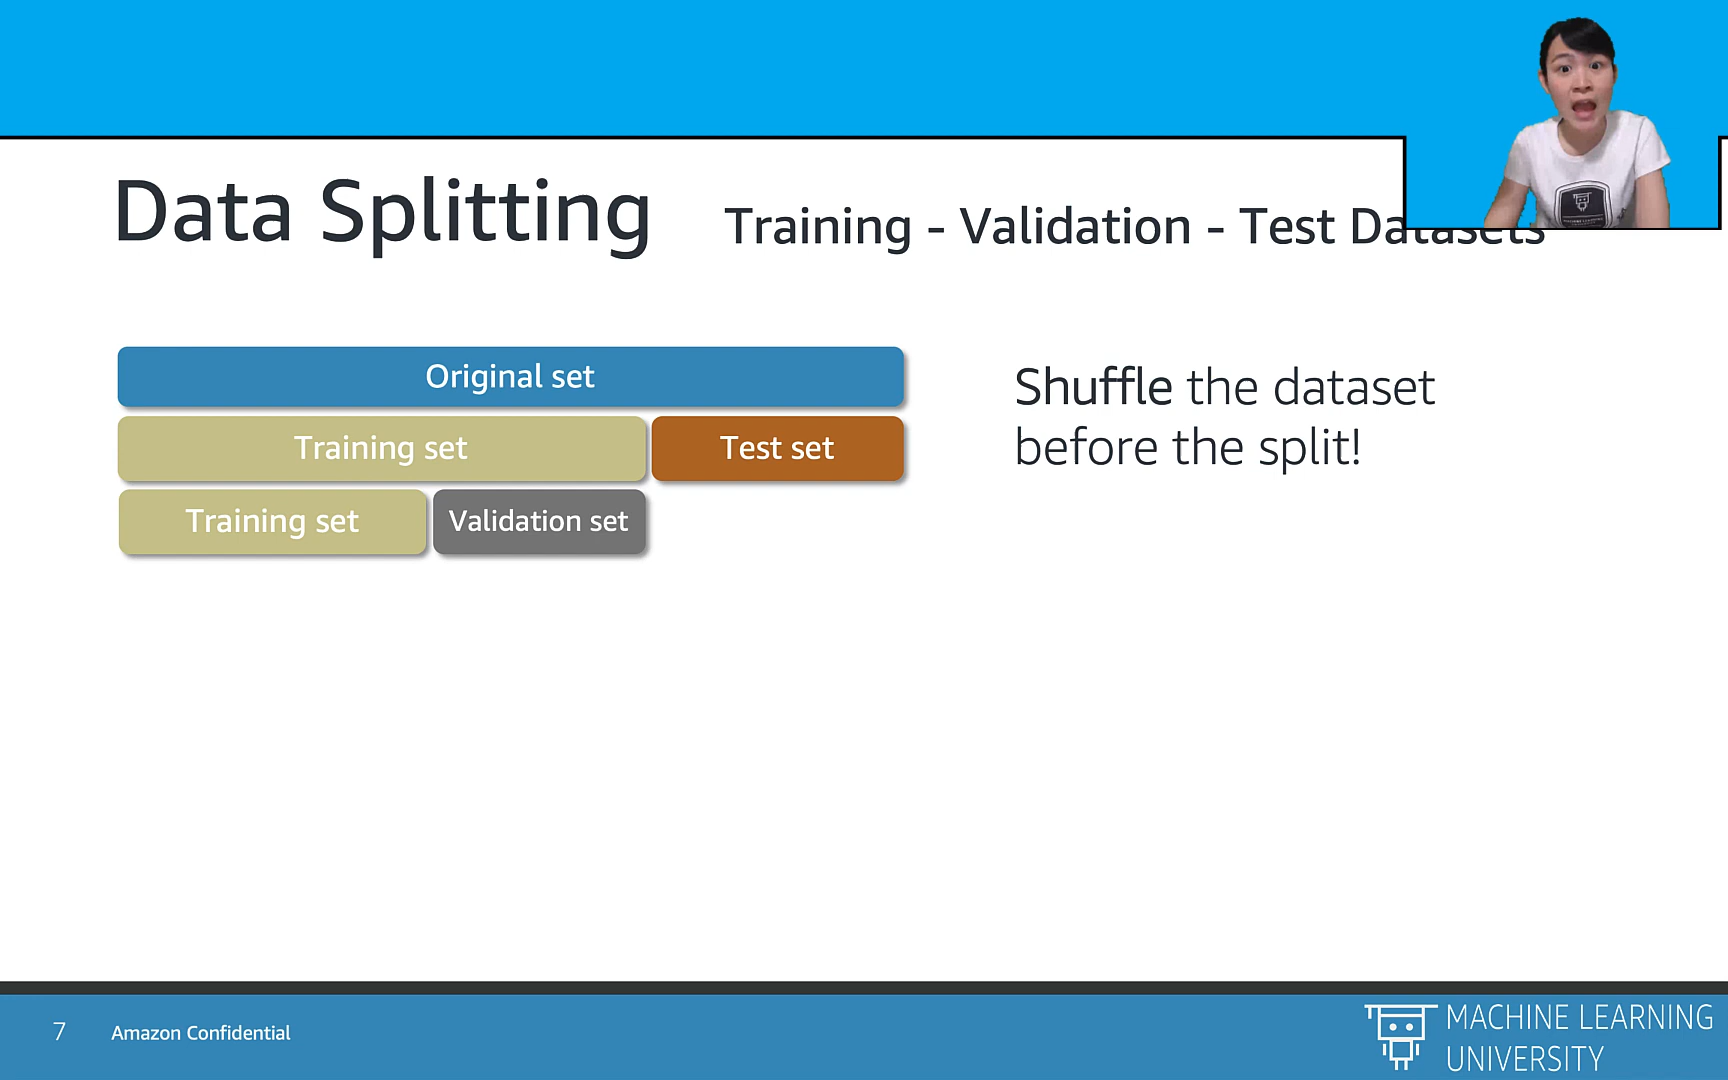 Data Splitting
Training - Validation - Test Datasets
Original set
Training set
Test set
Training set
Validation set
Shuffle the dataset
before the split!
7
Amazon Confidential
MACHINE LEARNING
UNIVERSITY